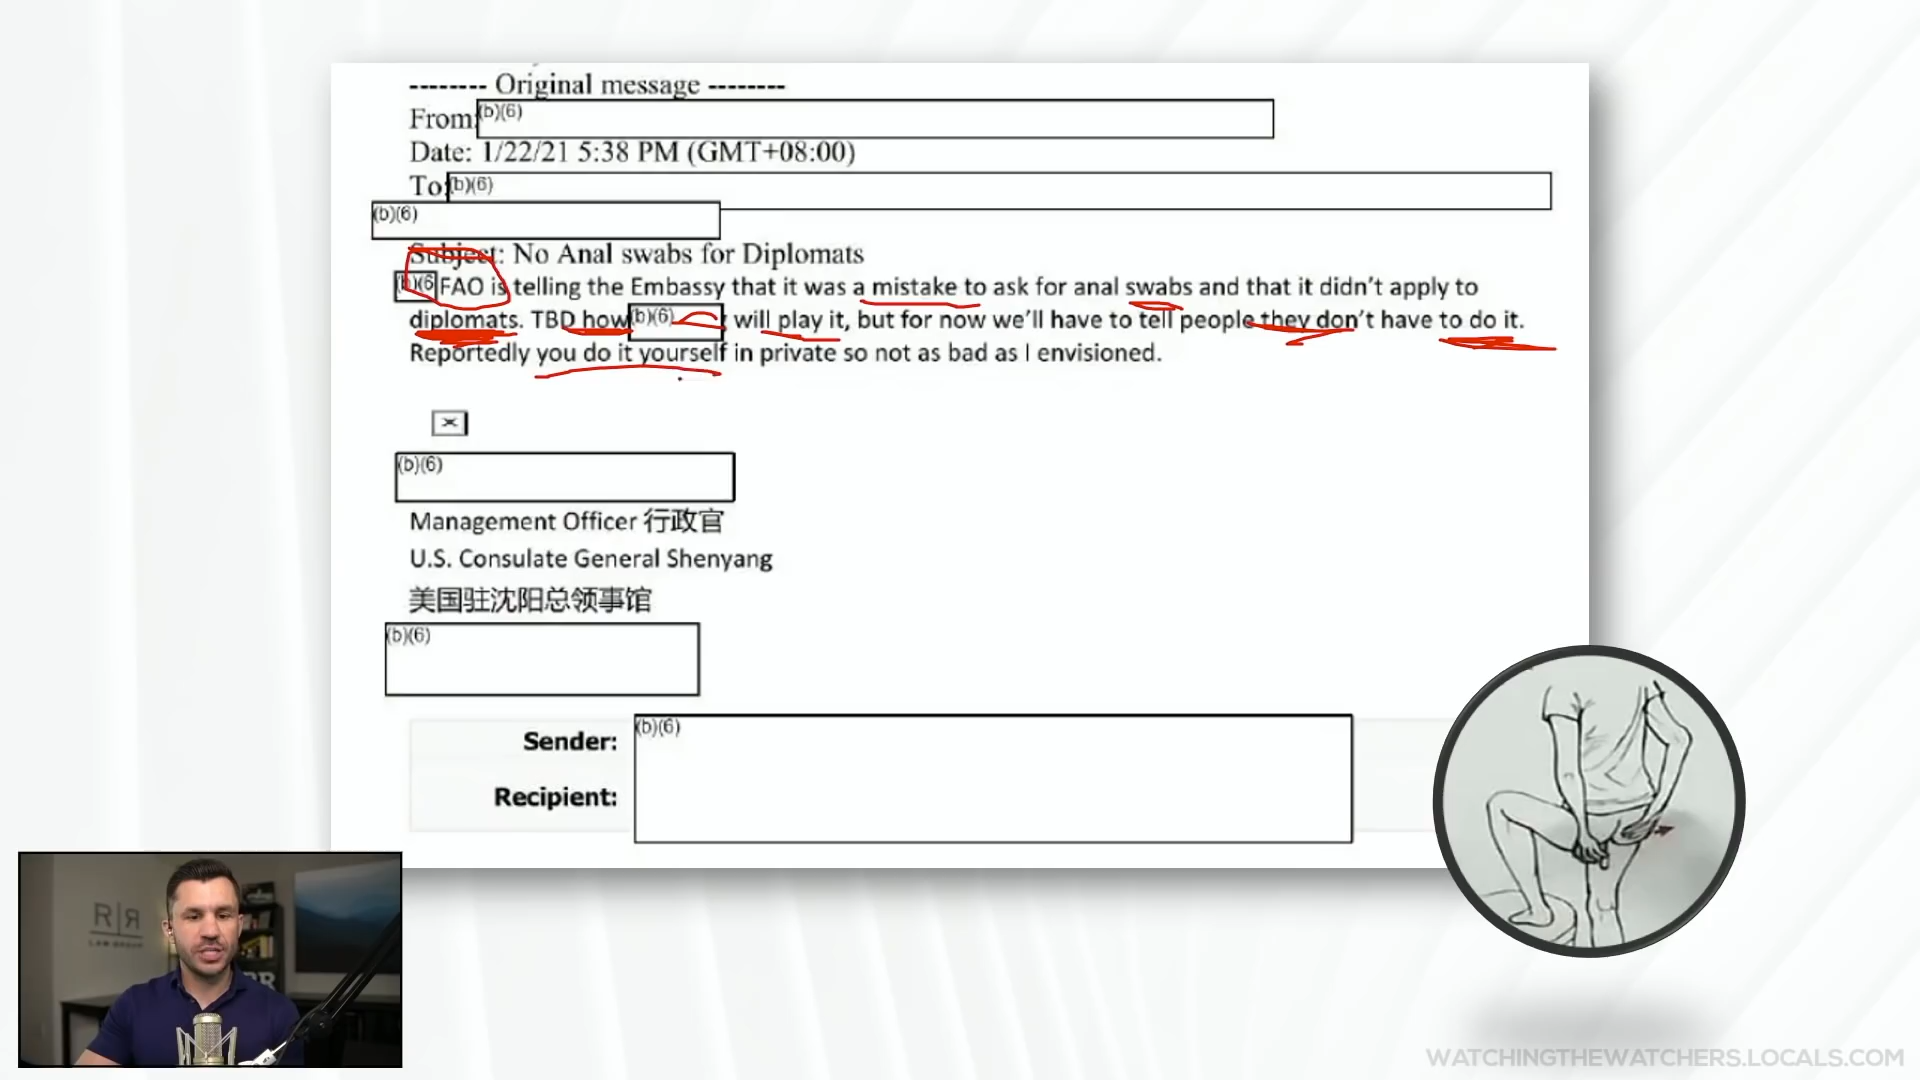 -------- Original message --------
From: (b)(6)
Date: 1/22/21 5:38 PM (GMT+08:00)
To: (b)(6)
(b)(6)
Subject: No Anal swabs for Diplomats
(b)(6 FAO is telling the Embassy that it was a mistake to ask for anal swabs and that it didn't apply to
diplomats. TBD how (b)(6) will play it, but for now we'll have to tell people they don't have to do it.
Reportedly you do it yourself in private so not as bad as I envisioned.
(b)(6)
Management Officer 行政官
U.S. Consulate General Shenyang
美国驻沈阳总领事馆
(b)(6)
Sender: (b)(6)
Recipient:
R|R
LAW GROUP
WATCHINGTHEWATCHERS.LOCALS.COM